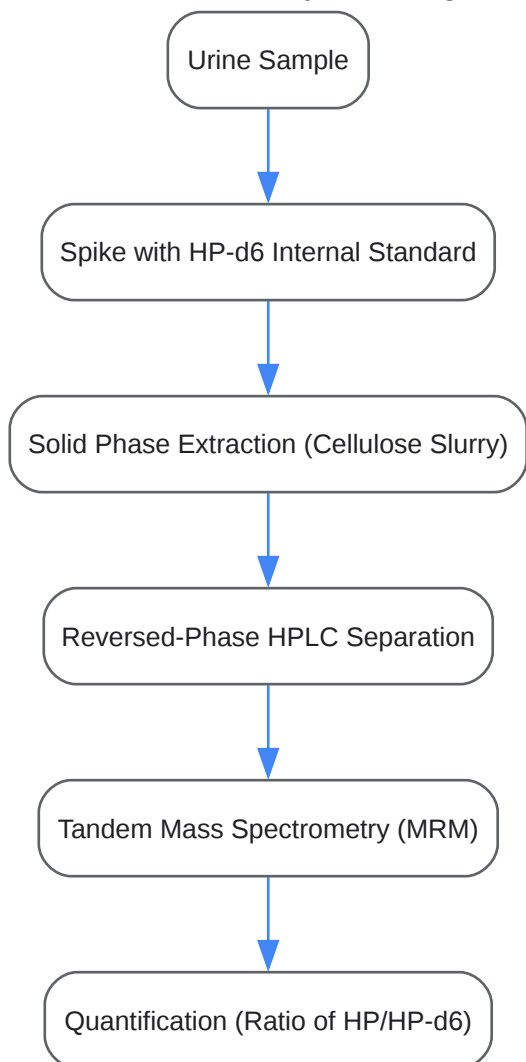 Urine Sample
Spike with HP-d6 Internal Standard
Solid Phase Extraction (Cellulose Slurry)
Reversed-Phase HPLC Separation
Tandem Mass Spectrometry (MRM)
Quantification (Ratio of HP/HP-d6)